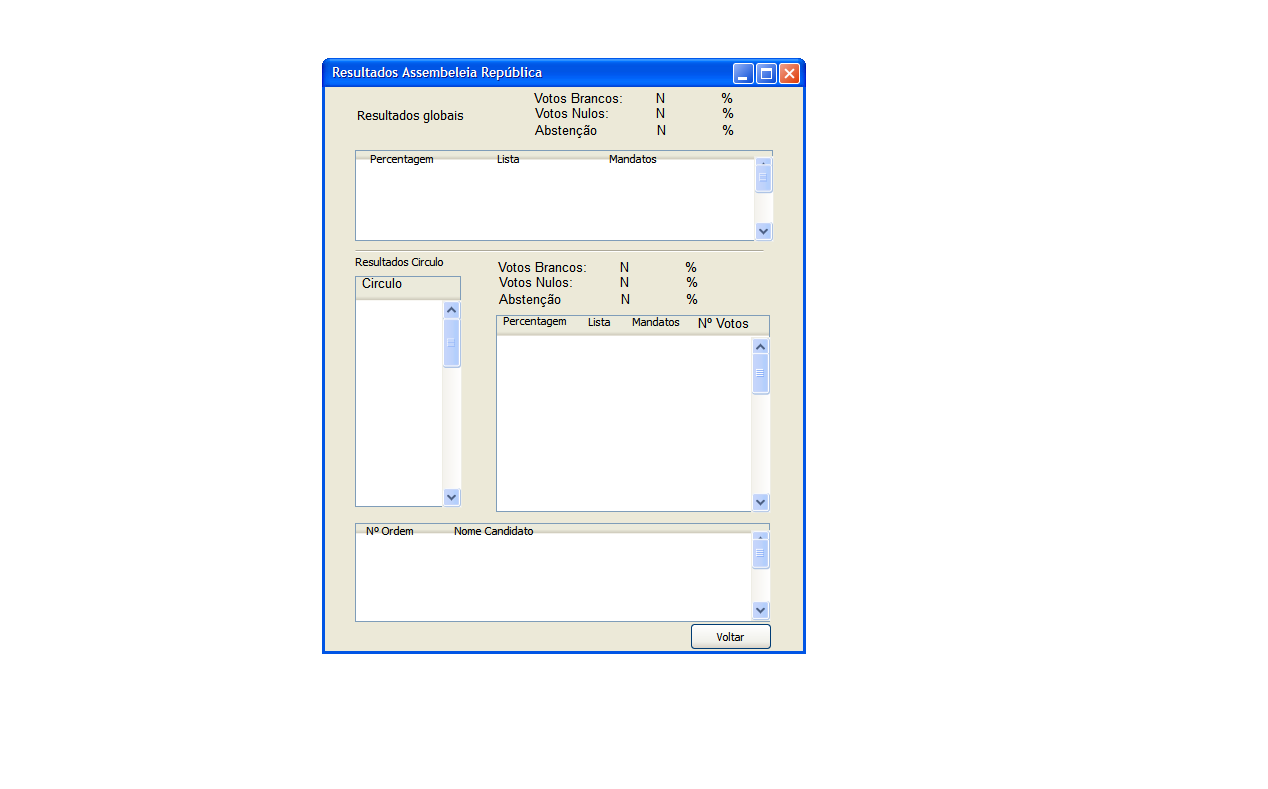 Resultados Assembeleia República
Resultados globais
Votos Brancos: N %
Votos Nulos: N %
Abstenção N %
Percentagem Lista Mandatos
Resultados Circulo
Circulo
Votos Brancos: N %
Votos Nulos: N %
Abstenção N %
Percentagem Lista Mandatos Nº Votos
Nº Ordem Nome Candidato
Voltar